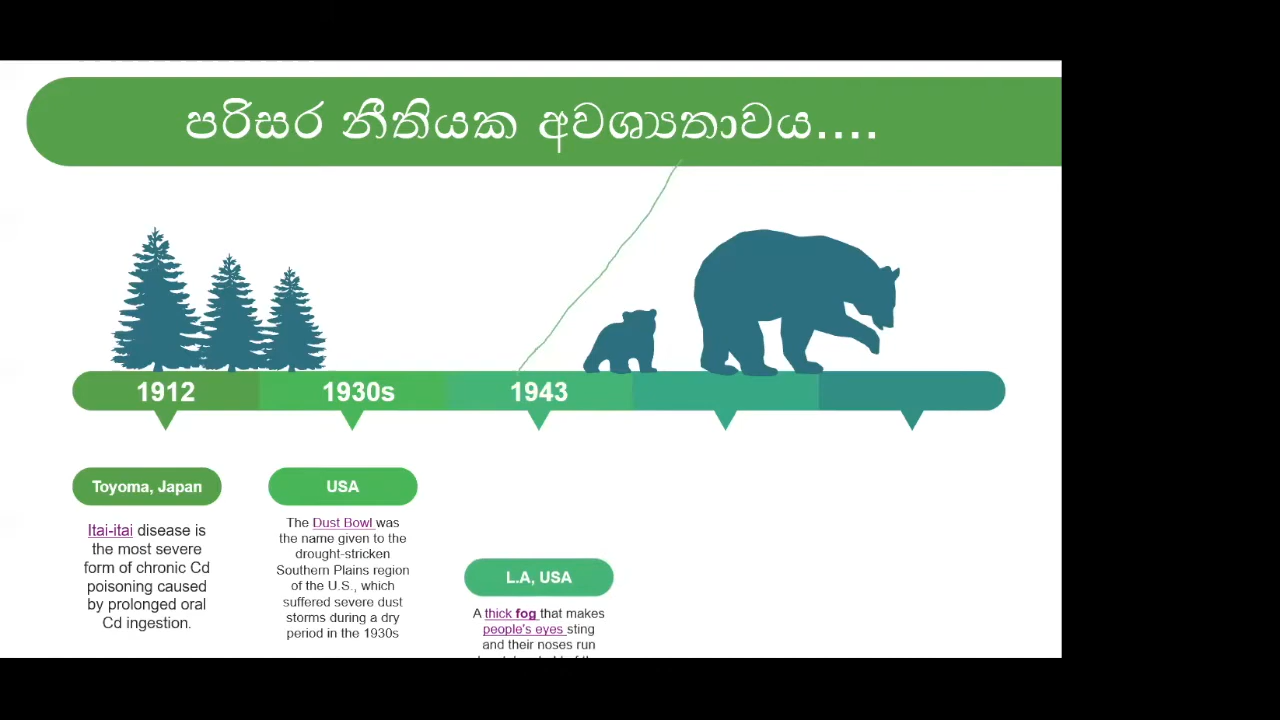 පරිසර නීතියක අවශ්‍යතාවය....
1912
1930s
1943
Toyoma, Japan
Itai-itai disease is
the most severe
form of chronic Cd
poisoning caused
by prolonged oral
Cd ingestion.
USA
The Dust Bowl was
the name given to the
drought-stricken
Southern Plains region
of the U.S., which
suffered severe dust
storms during a dry
period in the 1930s
L.A, USA
A thick fog that makes
people's eyes sting
and their noses run